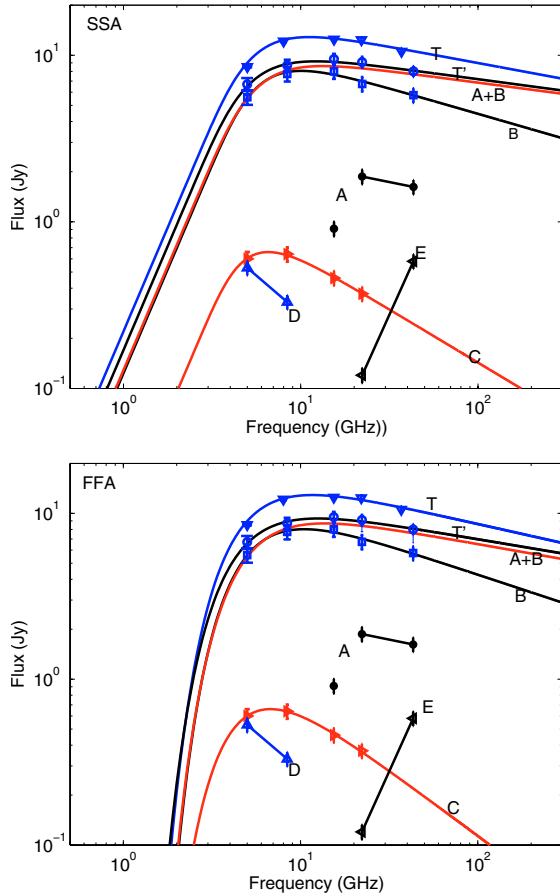 SSA
T
T'
A+B
B
A
E
D
C
Flux (Jy)
10^1
10^0
10^-1
10^0
10^1
10^2
Frequency (GHz))
FFA
T
T'
A+B
B
A
E
D
C
Flux (Jy)
10^1
10^0
10^-1
10^0
10^1
10^2
Frequency (GHz)